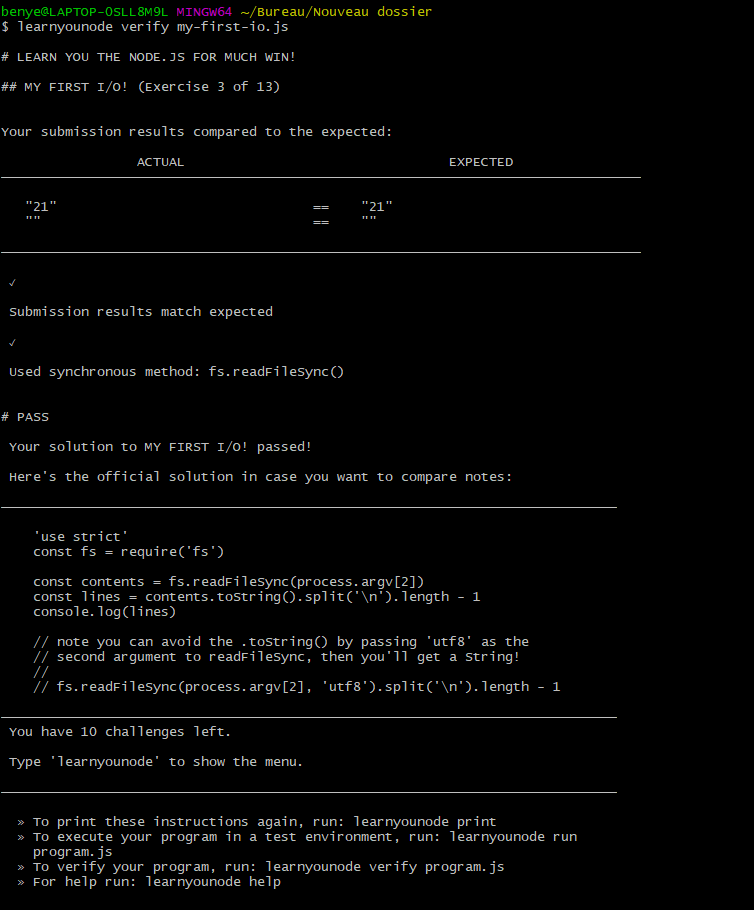 benye@LAPTOP-OSLL8M9L MINGW64 ~/Bureau/Nouveau dossier
$ learnyounode verify my-first-io.js
# LEARN YOU THE NODE.JS FOR MUCH WIN!
## MY FIRST I/O! (Exercise 3 of 13)
Your submission results compared to the expected:
ACTUAL EXPECTED
"21" == "21"
"" == ""
✓
Submission results match expected
✓
Used synchronous method: fs.readFileSync()
# PASS
Your solution to MY FIRST I/O! passed!
Here's the official solution in case you want to compare notes:
'use strict'
const fs = require('fs')
const contents = fs.readFileSync(process.argv[2])
const lines = contents.toString().split('\n').length - 1
console.log(lines)
// note you can avoid the .toString() by passing 'utf8' as the
// second argument to readFileSync, then you'll get a String!
//
// fs.readFileSync(process.argv[2], 'utf8').split('\n').length - 1
You have 10 challenges left.
Type 'learnyounode' to show the menu.
» To print these instructions again, run: learnyounode print
» To execute your program in a test environment, run: learnyounode run
program.js
» To verify your program, run: learnyounode verify program.js
» For help run: learnyounode help